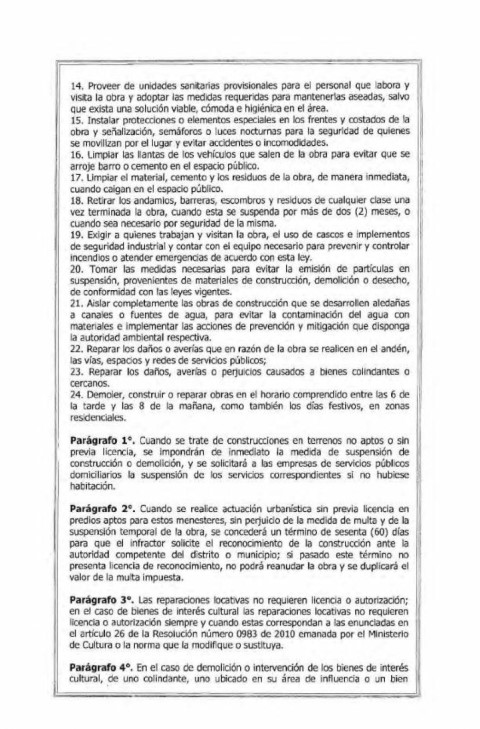 14. Proveer de unidades sanitarias provisionales para el personal que labora y
visita la obra y adoptar las medidas requeridas para mantenerlas aseadas, salvo
que exista una solución viable, cómoda e higiénica en el área.
15. Instalar protecciones o elementos especiales en los frentes y costados de la
obra y señalización, semáforos o luces nocturnas para la seguridad de quienes
se movilizan por el lugar y evitar accidentes o incomodidades.
16. Limpiar las llantas de los vehículos que salen de la obra para evitar que se
arroje barro o cemento en el espacio público.
17. Limpiar el material, cemento y los residuos de la obra, de manera inmediata,
cuando caigan en el espacio público.
18. Retirar los andamios, barreras, escombros y residuos de cualquier clase una
vez terminada la obra, cuando esta se suspenda por más de dos (2) meses, o
cuando sea necesario por seguridad de la misma.
19. Exigir a quienes trabajan y visitan la obra, el uso de cascos e implementos
de seguridad industrial y contar con el equipo necesario para prevenir y controlar
incendios o atender emergencias de acuerdo con esta ley.
20. Tomar las medidas necesarias para evitar la emisión de partículas en
suspensión, provenientes de materiales de construcción, demolición o desecho,
de conformidad con las leyes vigentes.
21. Aislar completamente las obras de construcción que se desarrollen aledañas
a canales o fuentes de agua, para evitar la contaminación del agua con
materiales e implementar las acciones de prevención y mitigación que disponga
la autoridad ambiental respectiva.
22. Reparar los daños o averías que en razón de la obra se realicen en el andén,
las vías, espacios y redes de servicios públicos;
23. Reparar los daños, averías o perjuicios causados a bienes colindantes o
cercanos.
24. Demoler, construir o reparar obras en el horario comprendido entre las 6 de
la tarde y las 8 de la mañana, como también los días festivos, en zonas
residenciales.
Parágrafo 1°. Cuando se trate de construcciones en terrenos no aptos o sin
previa licencia, se impondrán de inmediato la medida de suspensión de
construcción o demolición, y se solicitará a las empresas de servicios públicos
domiciliarios la suspensión de los servicios correspondientes si no hubiese
habitación.
Parágrafo 2°. Cuando se realice actuación urbanística sin previa licencia en
predios aptos para estos menesteres, sin perjuicio de la medida de multa y de la
suspensión temporal de la obra, se concederá un término de sesenta (60) días
para que el infractor solicite el reconocimiento de la construcción ante la
autoridad competente del distrito o municipio; si pasado este término no
presenta licencia de reconocimiento, no podrá reanudar la obra y se duplicará el
valor de la multa impuesta.
Parágrafo 3°. Las reparaciones locativas no requieren licencia o autorización;
en el caso de bienes de interés cultural las reparaciones locativas no requieren
licencia o autorización siempre y cuando estas correspondan a las enunciadas en
el artículo 26 de la Resolución número 0983 de 2010 emanada por el Ministerio
de Cultura o la norma que la modifique o sustituya.
Parágrafo 4°. En el caso de demolición o intervención de los bienes de interés
cultural, de uno colindante, uno ubicado en su área de influencia o un bien